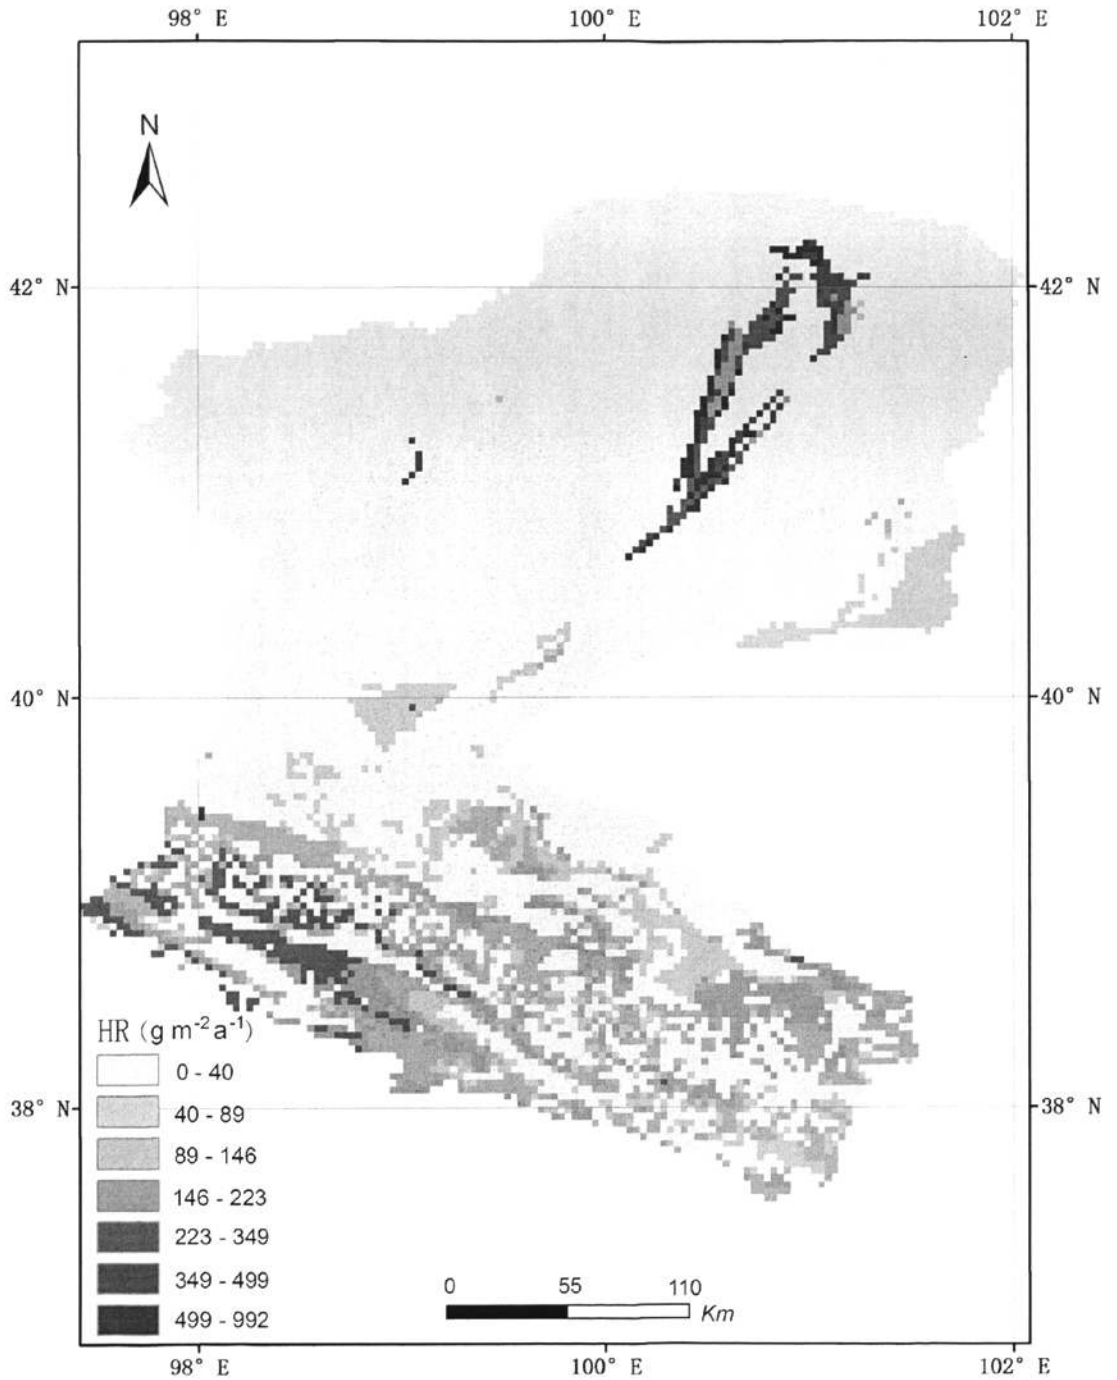 98° E 100° E 102° E
N
42° N 42° N
40° N 40° N
HR (g m⁻² a⁻¹)
0 - 40
38° N 38° N
40 - 89
89 - 146
146 - 223
223 - 349
349 - 499
499 - 992
0 55 110
Km
98° E 100° E 102° E